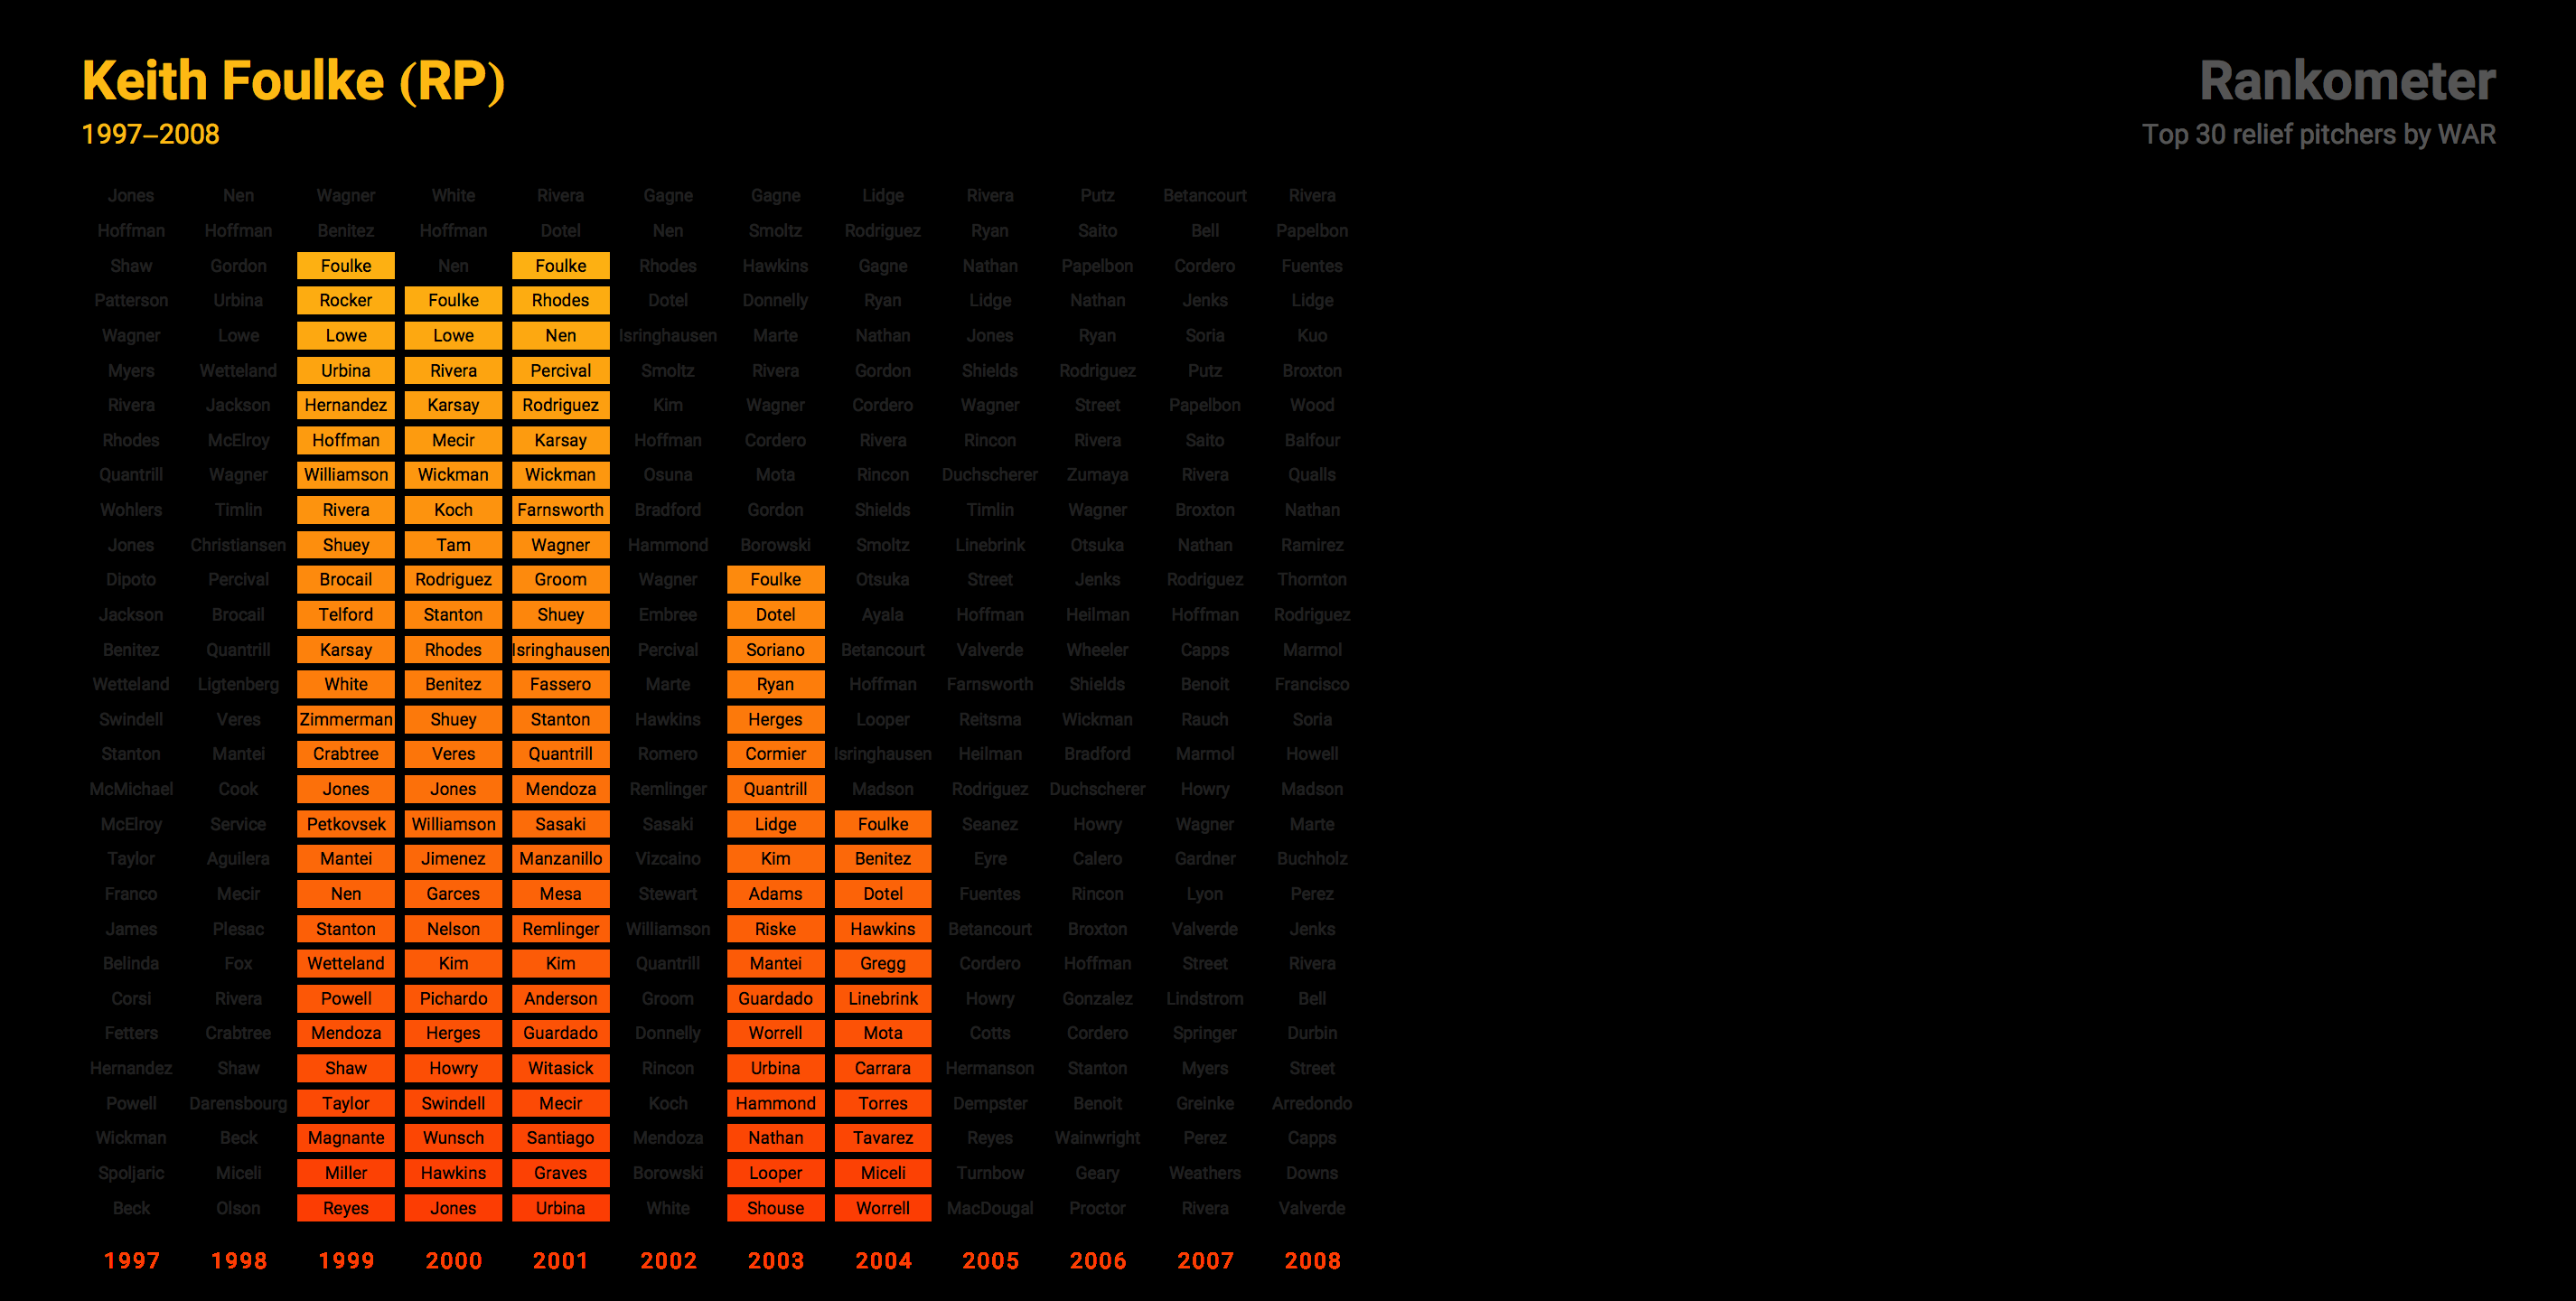 Keith Foulke (RP)
Rankometer
1997–2008
Top 30 relief pitchers by WAR
Jones Nen Wagner White Rivera Gagne Gagne Lidge Rivera Putz Betancourt Rivera
Hoffman Hoffman Benitez Hoffman Dotel Nen Smoltz Rodriguez Ryan Saito Bell Papelbon
Shaw Gordon Foulke Nen Foulke Rhodes Hawkins Gagne Nathan Papelbon Cordero Fuentes
Patterson Urbina Rocker Foulke Rhodes Dotel Donnelly Ryan Lidge Nathan Jenks Lidge
Wagner Lowe Lowe Lowe Nen Isringhausen Marte Nathan Jones Ryan Soria Kuo
Myers Wetteland Urbina Rivera Percival Smoltz Rivera Gordon Shields Rodriguez Putz Broxton
Rivera Jackson Hernandez Karsay Rodriguez Kim Wagner Cordero Wagner Street Papelbon Wood
Rhodes McElroy Hoffman Mecir Karsay Hoffman Cordero Rivera Rincon Rivera Saito Balfour
Quantrill Wagner Williamson Wickman Wickman Osuna Mota Rincon Duchscherer Zumaya Rivera Qualls
Wohlers Timlin Rivera Koch Farnsworth Bradford Gordon Shields Timlin Wagner Broxton Nathan
Jones Christiansen Shuey Tam Wagner Hammond Borowski Smoltz Linebrink Otsuka Nathan Ramirez
Dipoto Percival Brocail Rodriguez Groom Wagner Foulke Otsuka Street Jenks Rodriguez Thornton
Jackson Brocail Telford Stanton Shuey Embree Dotel Ayala Hoffman Heilman Hoffman Rodriguez
Benitez Quantrill Karsay Rhodes Isringhausen Percival Soriano Betancourt Valverde Wheeler Capps Marmol
Wetteland Ligtenberg White Benitez Fassero Marte Ryan Hoffman Farnsworth Shields Benoit Francisco
Swindell Veres Zimmerman Shuey Stanton Hawkins Herges Looper Reitsma Wickman Rauch Soria
Stanton Mantei Crabtree Veres Quantrill Romero Cormier Isringhausen Heilman Bradford Marmol Howell
McMichael Cook Jones Jones Mendoza Remlinger Quantrill Madson Rodriguez Duchscherer Howry Madson
McElroy Service Petkovsek Williamson Sasaki Sasaki Lidge Foulke Seanez Howry Wagner Marte
Taylor Aguilera Mantei Jimenez Manzanillo Vizcaino Kim Benitez Eyre Calero Gardner Buchholz
Franco Mecir Nen Garces Mesa Stewart Adams Dotel Fuentes Rincon Lyon Perez
James Plesac Stanton Nelson Remlinger Williamson Riske Hawkins Betancourt Broxton Valverde Jenks
Belinda Fox Wetteland Kim Kim Quantrill Mantei Gregg Cordero Hoffman Street Rivera
Corsi Rivera Powell Pichardo Anderson Groom Guardado Linebrink Howry Gonzalez Lindstrom Bell
Fetters Crabtree Mendoza Herges Guardado Donnelly Worrell Mota Cotts Cordero Springer Durbin
Hernandez Shaw Shaw Howry Witasick Rincon Urbina Carrara Hermanson Stanton Myers Street
Powell Darensbourg Taylor Swindell Mecir Koch Hammond Torres Dempster Benoit Greinke Arredondo
Wickman Beck Magnante Wunsch Santiago Mendoza Nathan Tavarez Reyes Wainwright Perez Capps
Spoljaric Miceli Miller Hawkins Graves Borowski Looper Miceli Turnbow Geary Weathers Downs
Beck Olson Reyes Jones Urbina White Shouse Worrell MacDougal Proctor Rivera Valverde
1997 1998 1999 2000 2001 2002 2003 2004 2005 2006 2007 2008